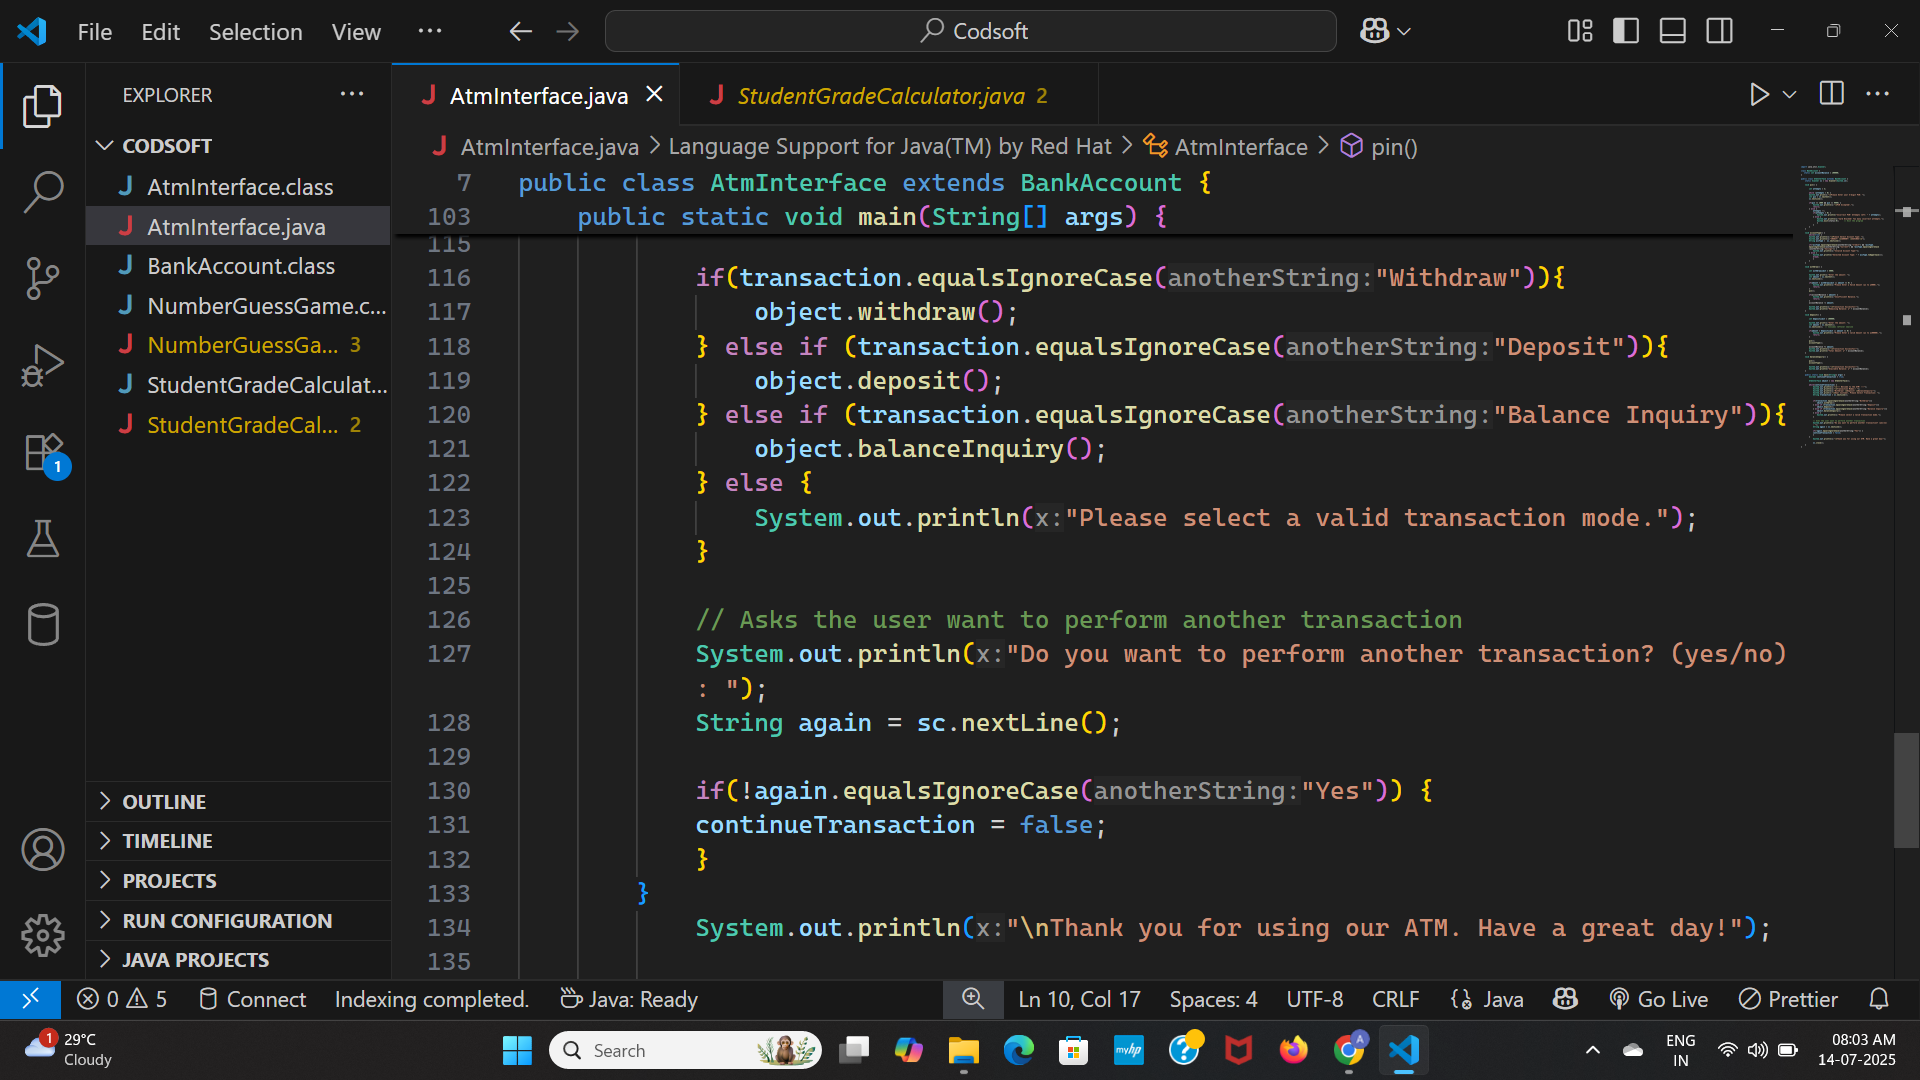 File Edit Selection View ··· Codsoft
EXPLORER ···
CODSOFT
AtmInterface.class
AtmInterface.java
BankAccount.class
NumberGuessGame.c...
NumberGuessGa... 3
StudentGradeCalculat...
StudentGradeCal... 2
1
OUTLINE
TIMELINE
PROJECTS
RUN CONFIGURATION
JAVA PROJECTS
AtmInterface.java StudentGradeCalculator.java 2
AtmInterface.java > Language Support for Java(TM) by Red Hat > AtmInterface > pin()
7 public class AtmInterface extends BankAccount {
103 public static void main(String[] args) {
115
116 if(transaction.equalsIgnoreCase(anotherString:"Withdraw")){
117 object.withdraw();
118 } else if (transaction.equalsIgnoreCase(anotherString:"Deposit")){
119 object.deposit();
120 } else if (transaction.equalsIgnoreCase(anotherString:"Balance Inquiry")){
121 object.balanceInquiry();
122 } else {
123 System.out.println(x:"Please select a valid transaction mode.");
124 }
125
126 // Asks the user want to perform another transaction
127 System.out.println(x:"Do you want to perform another transaction? (yes/no)
: ");
128 String again = sc.nextLine();
129
130 if(!again.equalsIgnoreCase(anotherString:"Yes")) {
131 continueTransaction = false;
132 }
133 }
134 System.out.println(x:"\nThank you for using our ATM. Have a great day!");
135
0 5 Connect Indexing completed. Java: Ready Ln 10, Col 17 Spaces: 4 UTF-8 CRLF Java Go Live Prettier
1 29°C
Cloudy
Search
myhp
A
ENG
IN
08:03 AM
14-07-2025